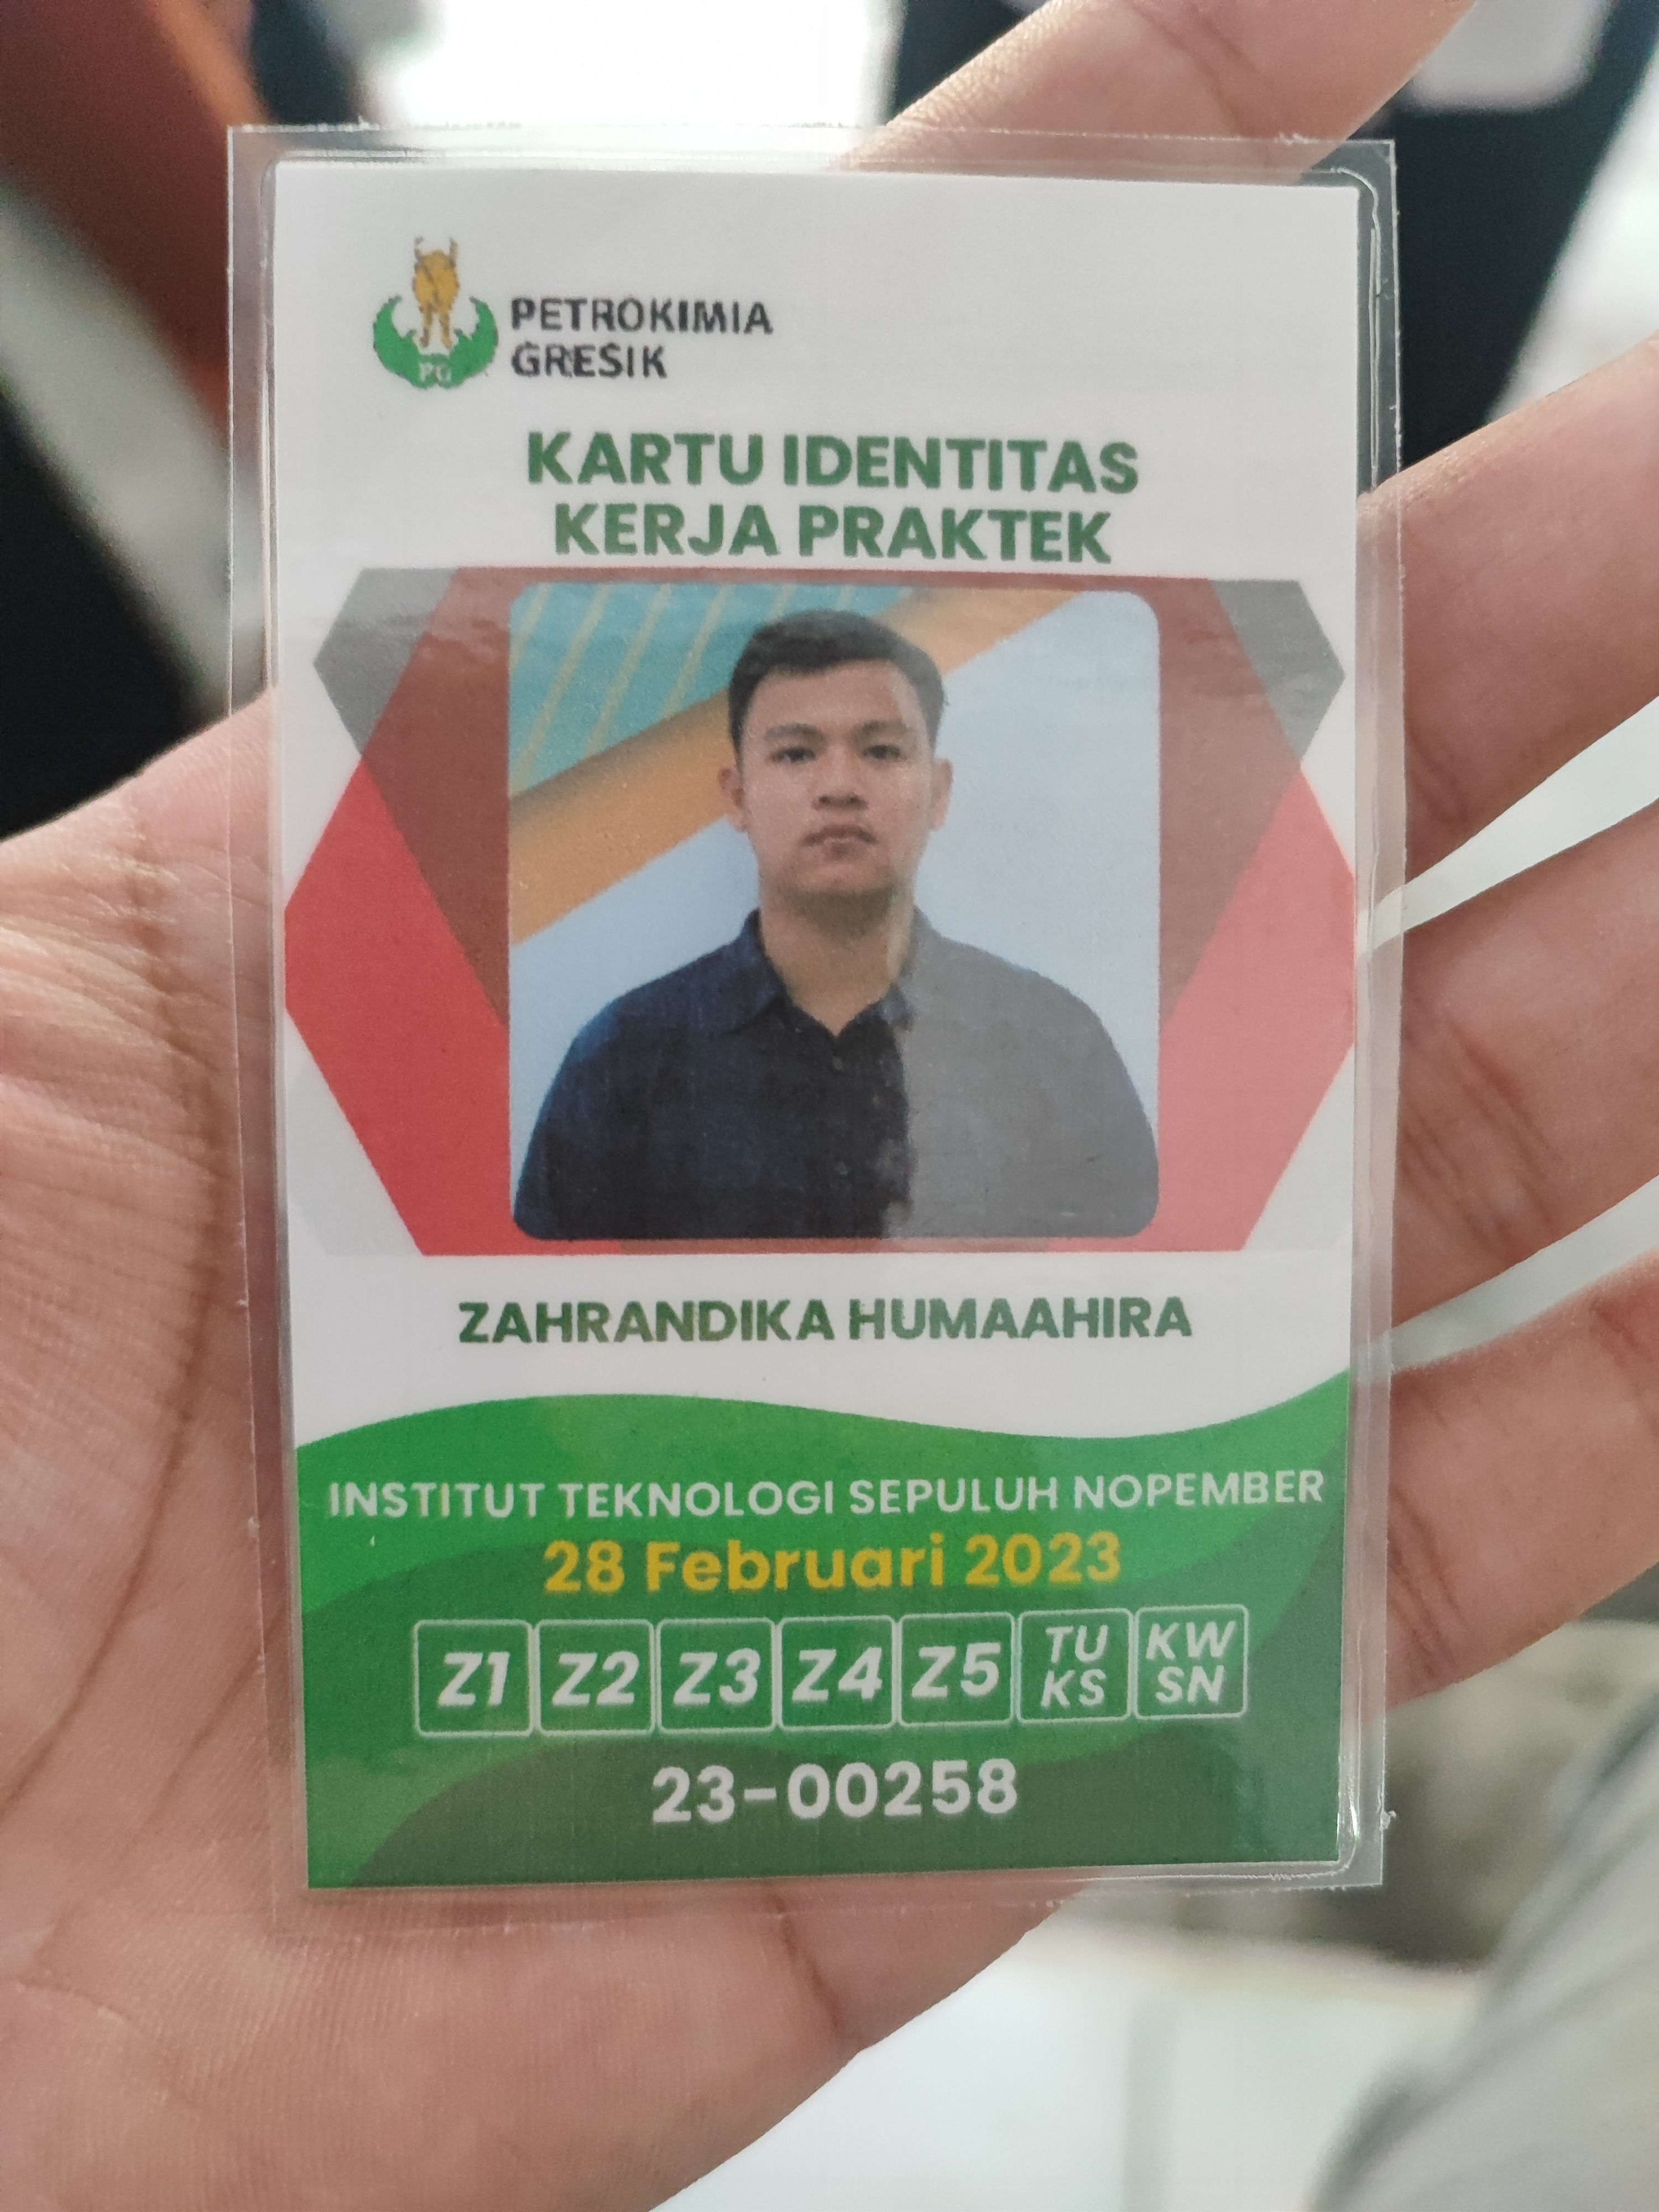 PG
PETROKIMIA
GRESIK
KARTU IDENTITAS
KERJA PRAKTEK
ZAHRANDIKA HUMAAHIRA
INSTITUT TEKNOLOGI SEPULUH NOPEMBER
28 Februari 2023
Z1 Z2 Z3 Z4 Z5 TU KS KW SN
23-00258